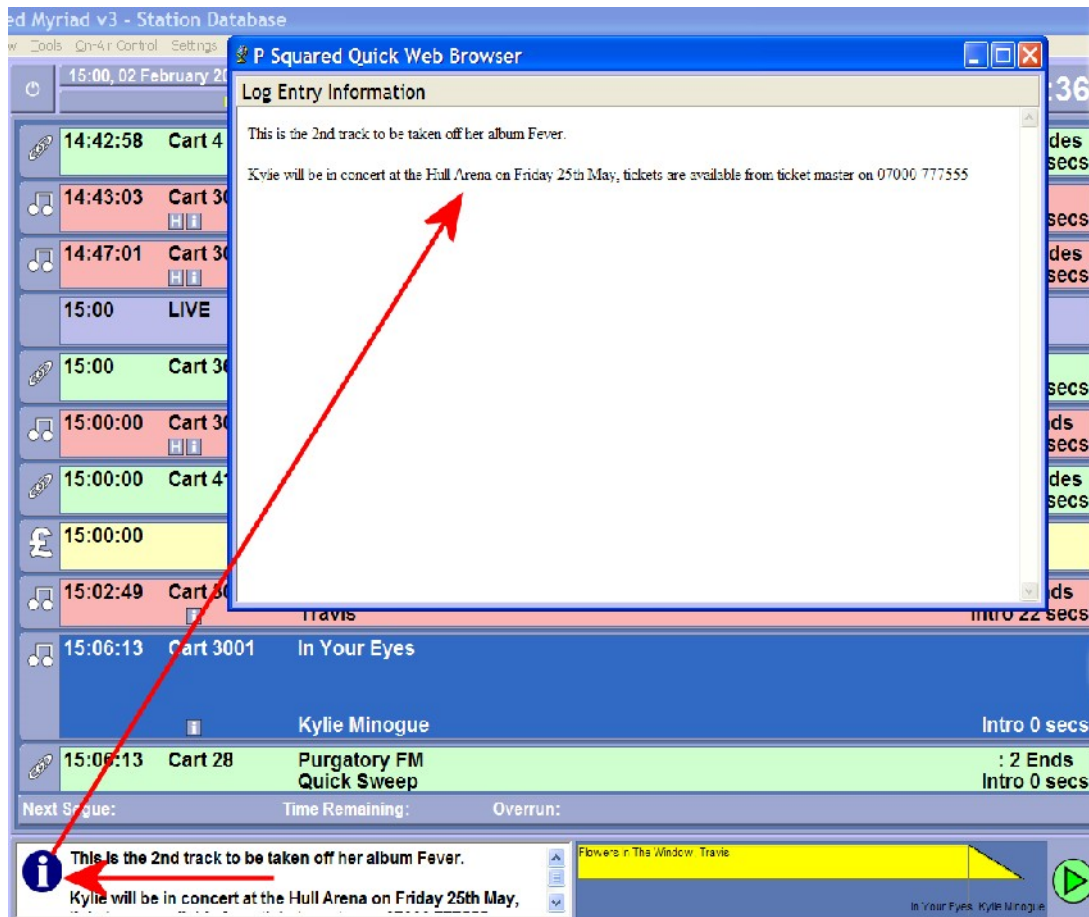 ed Myriad v3 - Station Database
w Tools On-Air Control Settings
P Squared Quick Web Browser
15:00, 02 February 20
:36
Log Entry Information
This is the 2nd track to be taken off her album Fever.
Kylie will be in concert at the Hull Arena on Friday 25th May, tickets are available from ticket master on 07000 777555
14:42:58 Cart 4 des
secs
14:43:03 Cart 30
H i secs
14:47:01 Cart 30 des
H i secs
15:00 LIVE
15:00 Cart 36
secs
15:00:00 Cart 30 ds
H i secs
15:00:00 Cart 41 des
secs
£ 15:00:00
15:02:49 Cart 30 ds
i Travis Intro 22 secs
15:06:13 Cart 3001 In Your Eyes
i Kylie Minogue Intro 0 secs
15:06:13 Cart 28 Purgatory FM : 2 Ends
Quick Sweep Intro 0 secs
Next Segue: Time Remaining: Overrun:
i This is the 2nd track to be taken off her album Fever.
Kylie will be in concert at the Hull Arena on Friday 25th May,
Flowers In The Window, Travis
In Your Eyes, Kylie Minogue